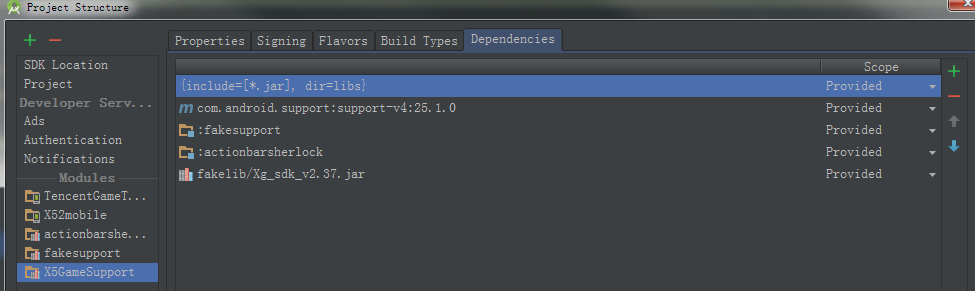 Project Structure
SDK Location
Project
Developer Serv...
Ads
Authentication
Notifications
Modules
TencentGameT...
X52mobile
actionbarshe...
fakesupport
X5GameSupport
Properties
Signing
Flavors
Build Types
Dependencies
Scope
{include=[*.jar], dir=libs} Provided
m com.android.support:support-v4:25.1.0 Provided
:fakesupport Provided
:actionbarsherlock Provided
fakelib/Xg_sdk_v2.37.jar Provided